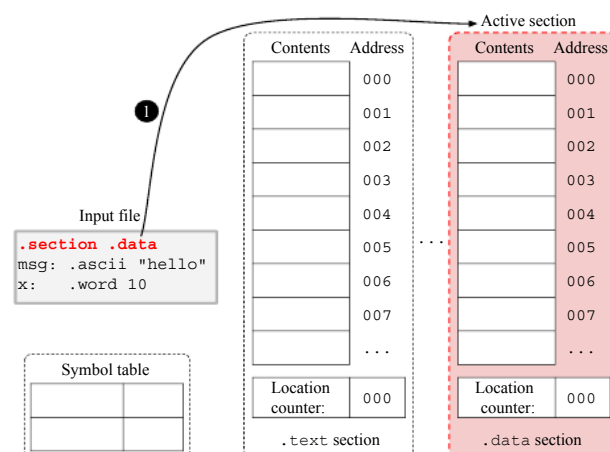 Active section
Contents Address
000
001
002
003
004
005
006
007
...
Location counter: 000
.text section
...
Contents Address
000
001
002
003
004
005
006
007
...
Location counter: 000
.data section
1
Input file
.section .data
msg: .ascii "hello"
x: .word 10
Symbol table